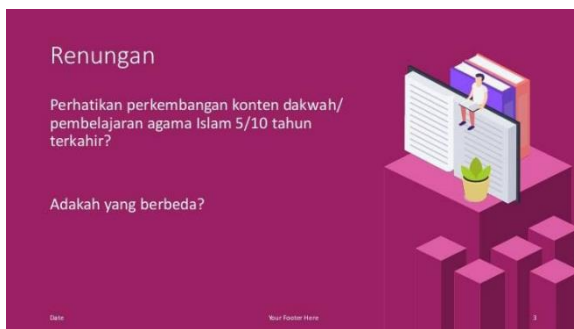 Renungan
Perhatikan perkembangan konten dakwah/
pembelajaran agama Islam 5/10 tahun
terkahir?
Adakah yang berbeda?
Date
Your Footer Here
3